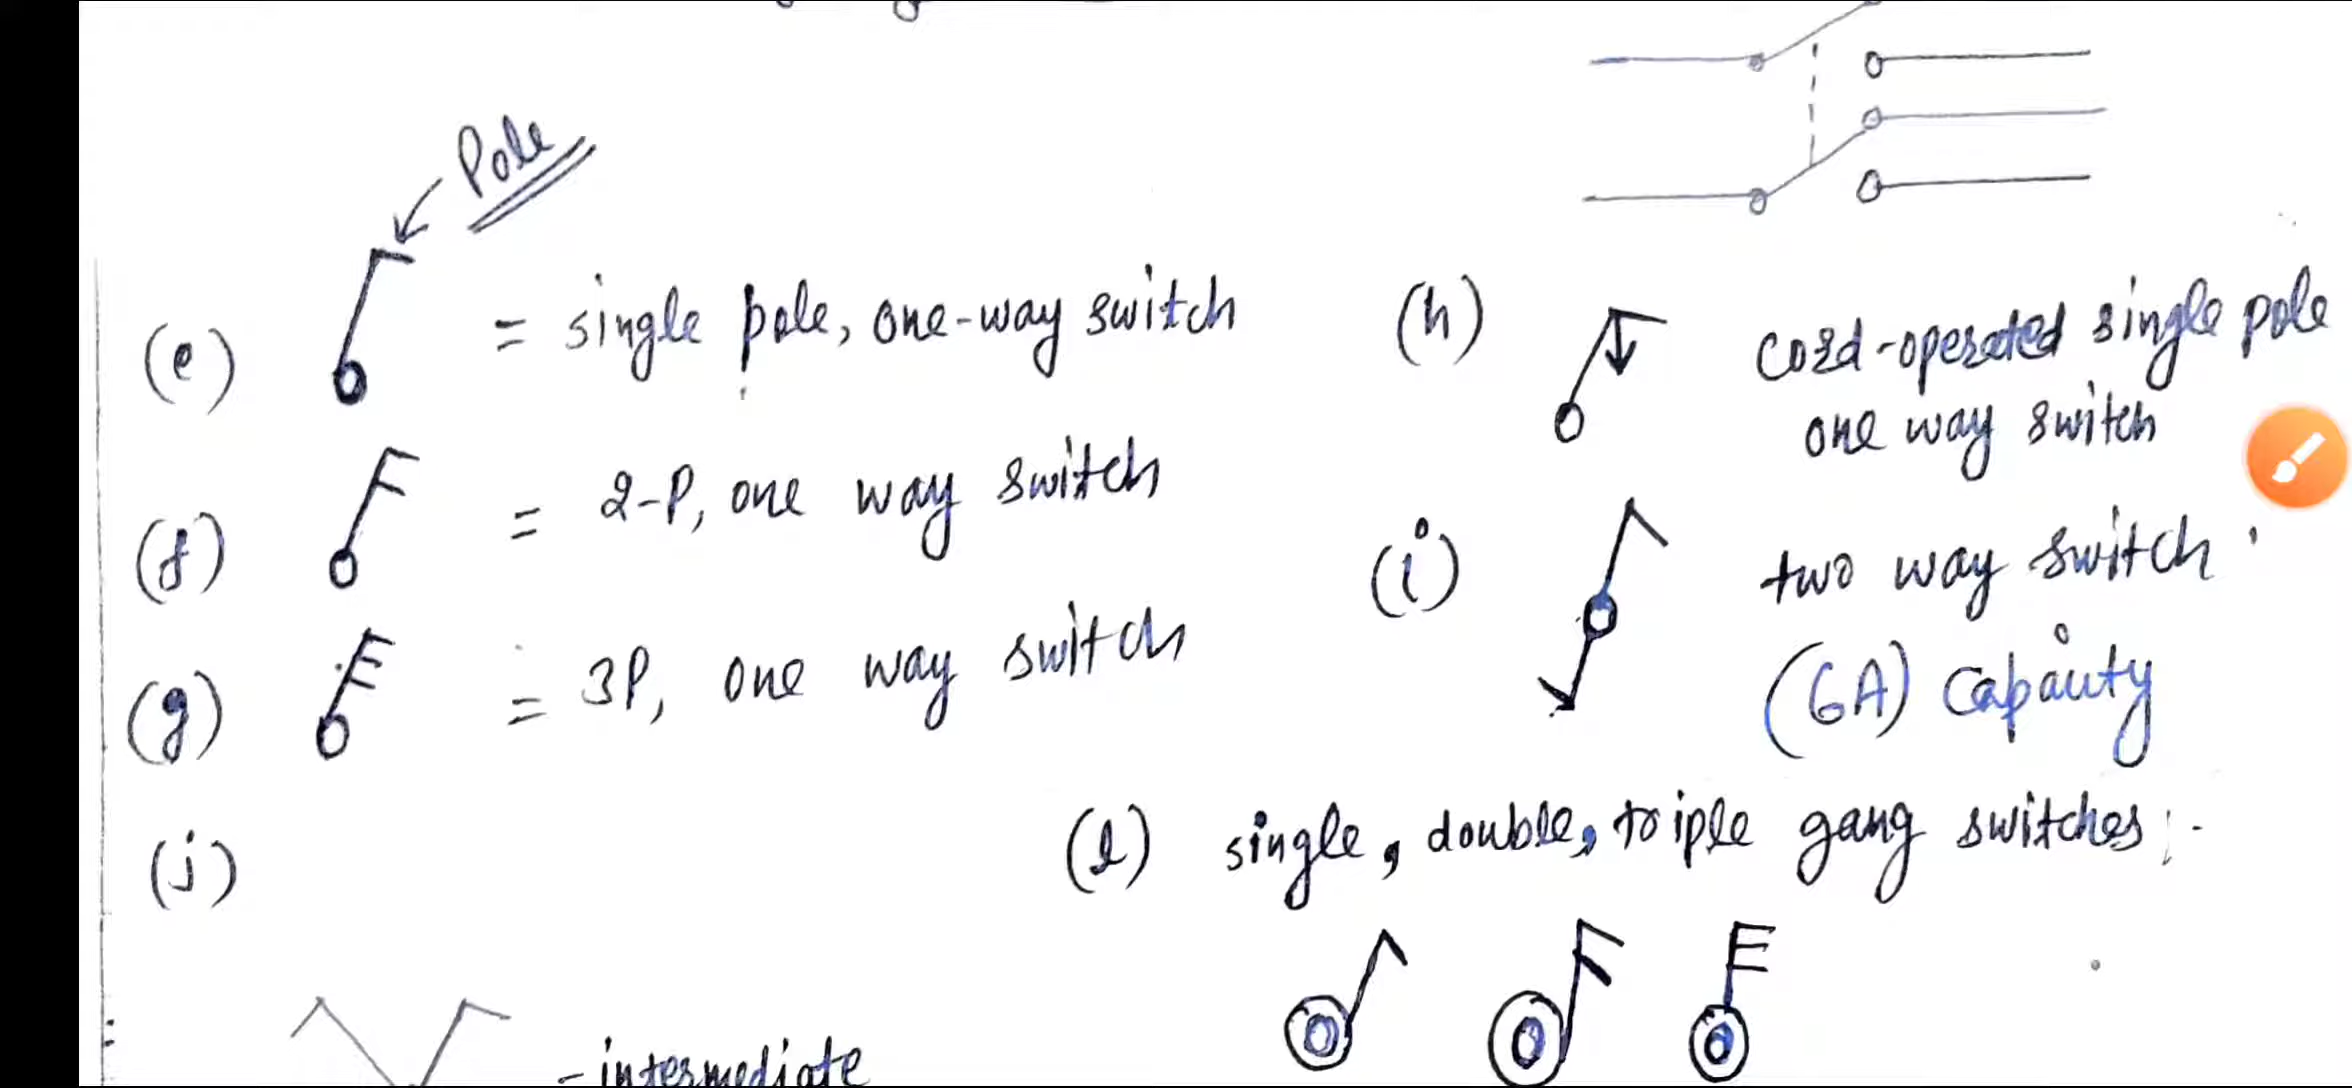 Pole
(e) = single pole, one-way switch
(f) = 2-P, one way switch
(g) = 3P, one way switch
(h) cord-operated single pole
one way switch
(i) two way switch
(6A) capacity
(j)
- intermediate
(l) single, double, triple gang switches :-